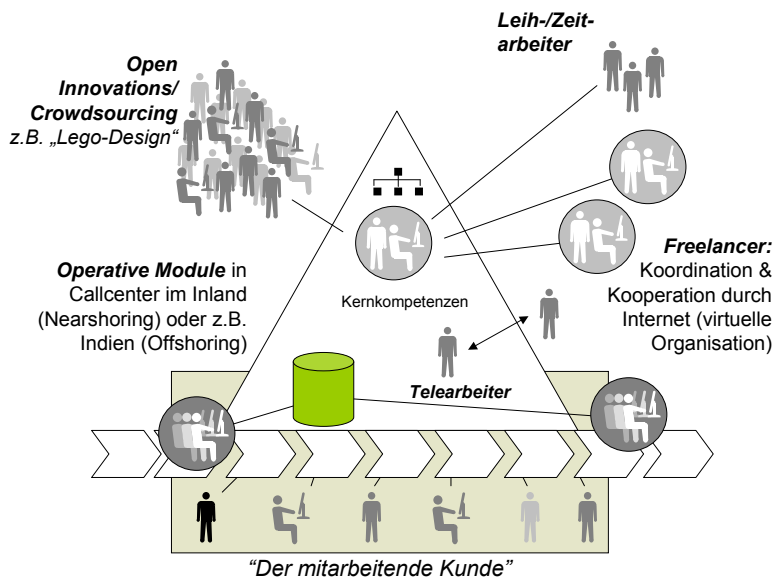 Leih-/Zeit-
arbeiter
Open
Innovations/
Crowdsourcing
z.B. „Lego-Design“
Operative Module in
Callcenter im Inland
(Nearshoring) oder z.B.
Indien (Offshoring)
Kernkompetenzen
Freelancer:
Koordination &
Kooperation durch
Internet (virtuelle
Organisation)
Telearbeiter
“Der mitarbeitende Kunde”